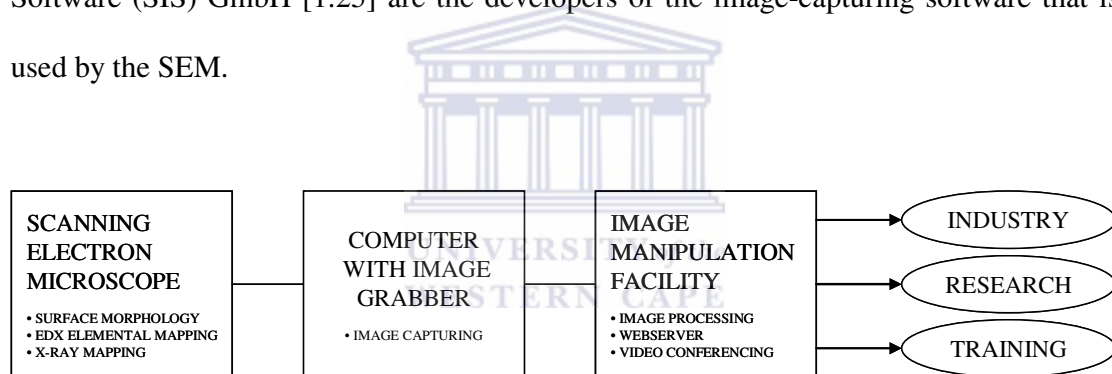 Software (SIS) GmbH [1.25] are the developers of the image-capturing software that is
used by the SEM.
SCANNING
ELECTRON
MICROSCOPE
• SURFACE MORPHOLOGY
• EDX ELEMENTAL MAPPING
• X-RAY MAPPING
COMPUTER
WITH IMAGE
GRABBER
• IMAGE CAPTURING
IMAGE
MANIPULATION
FACILITY
• IMAGE PROCESSING
• WEBSERVER
• VIDEO CONFERENCING
INDUSTRY
RESEARCH
TRAINING
UNIVERSITY of the
WESTERN CAPE